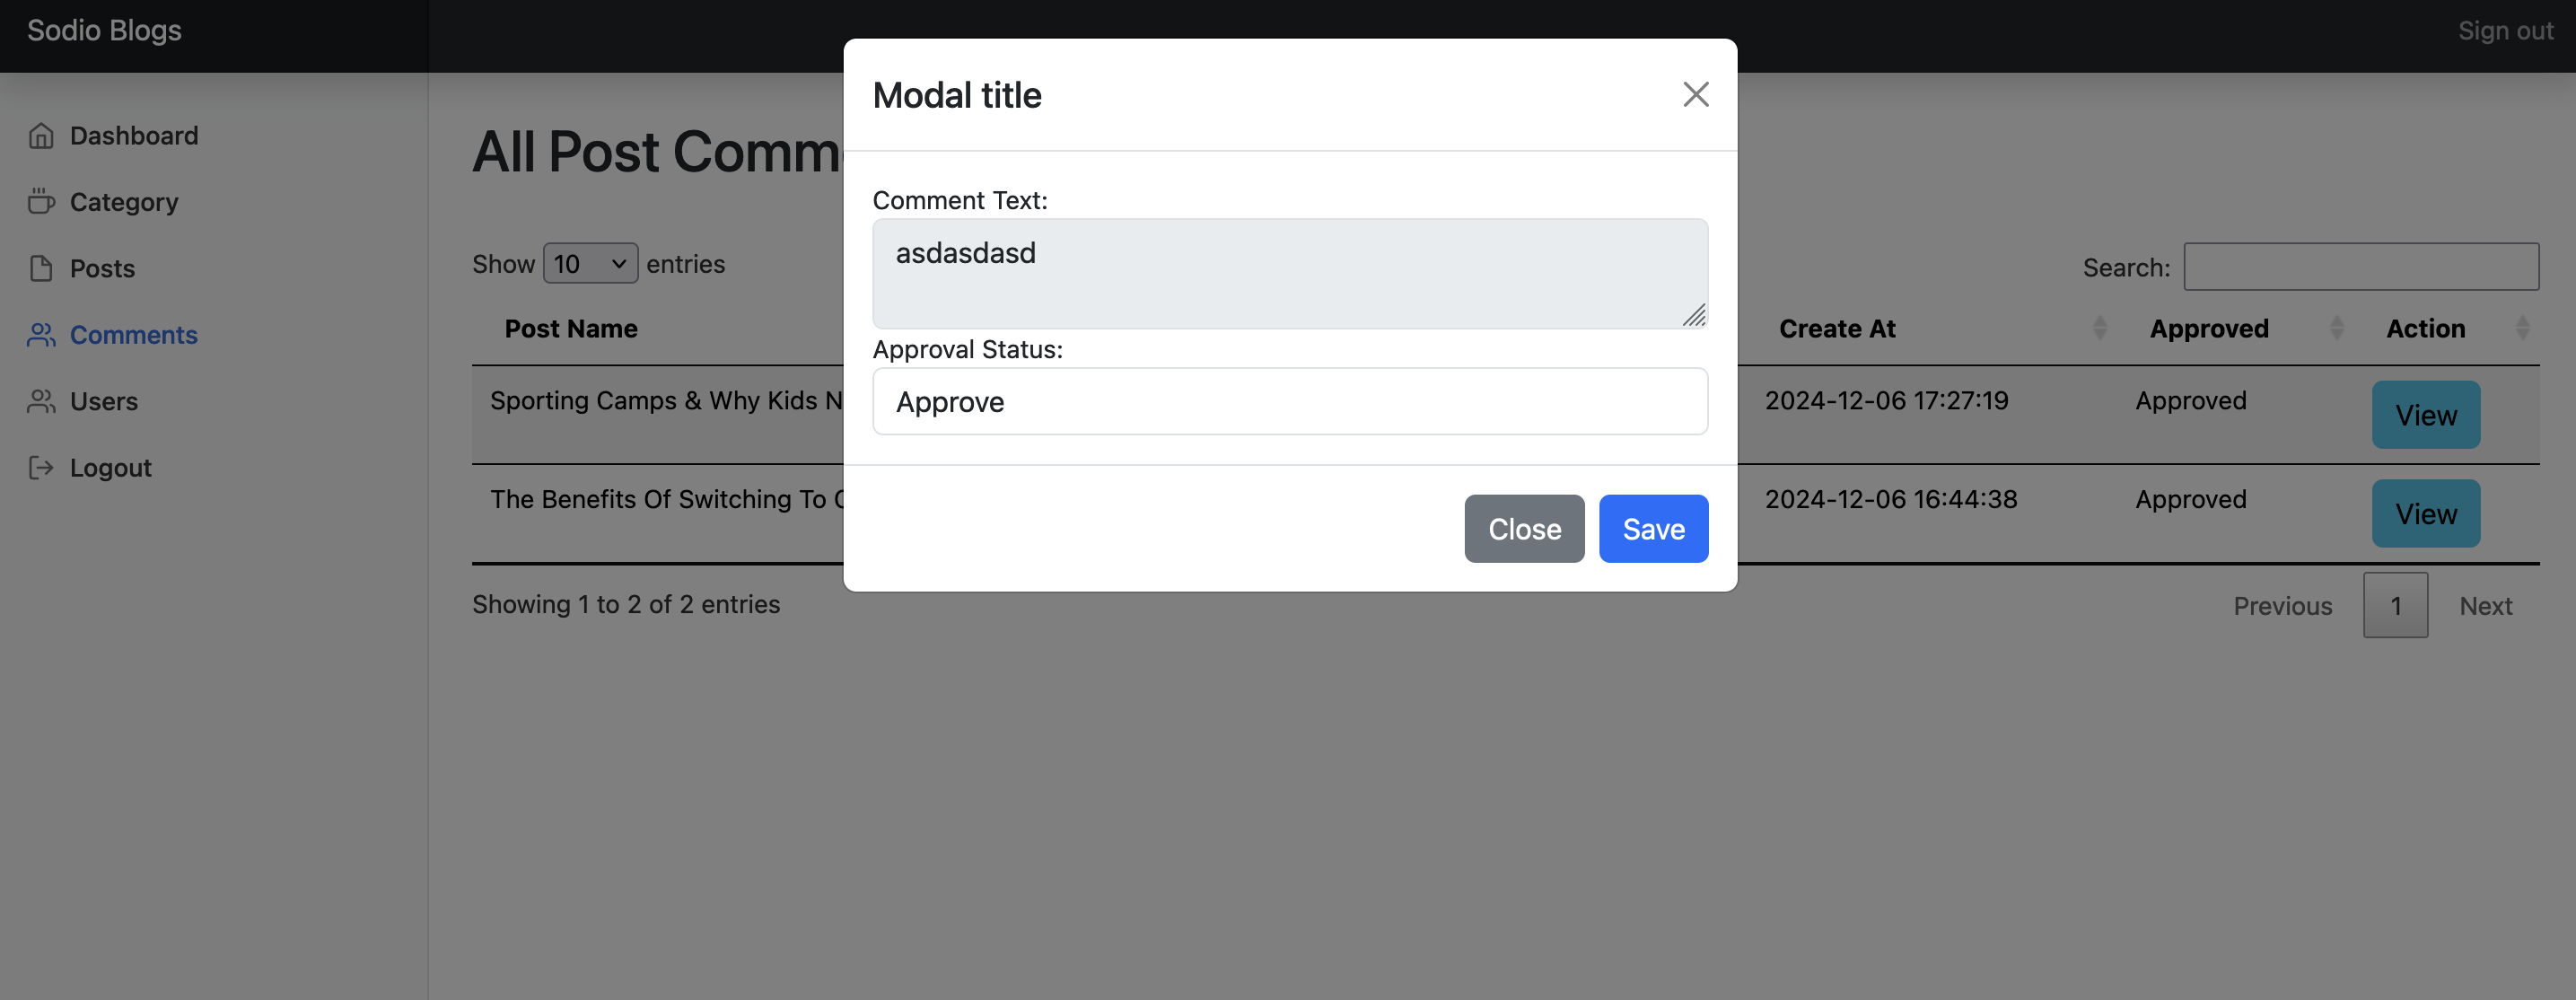 Sodio Blogs
Sign out
Dashboard
Category
Posts
Comments
Users
Logout
All Post Comm
Show 10 entries
Search:
Post Name
Create At
Approved
Action
Sporting Camps & Why Kids N
2024-12-06 17:27:19
Approved
View
The Benefits Of Switching To
2024-12-06 16:44:38
Approved
View
Showing 1 to 2 of 2 entries
Previous
1
Next
Modal title
Comment Text:
asdasdasd
Approval Status:
Approve
Close
Save